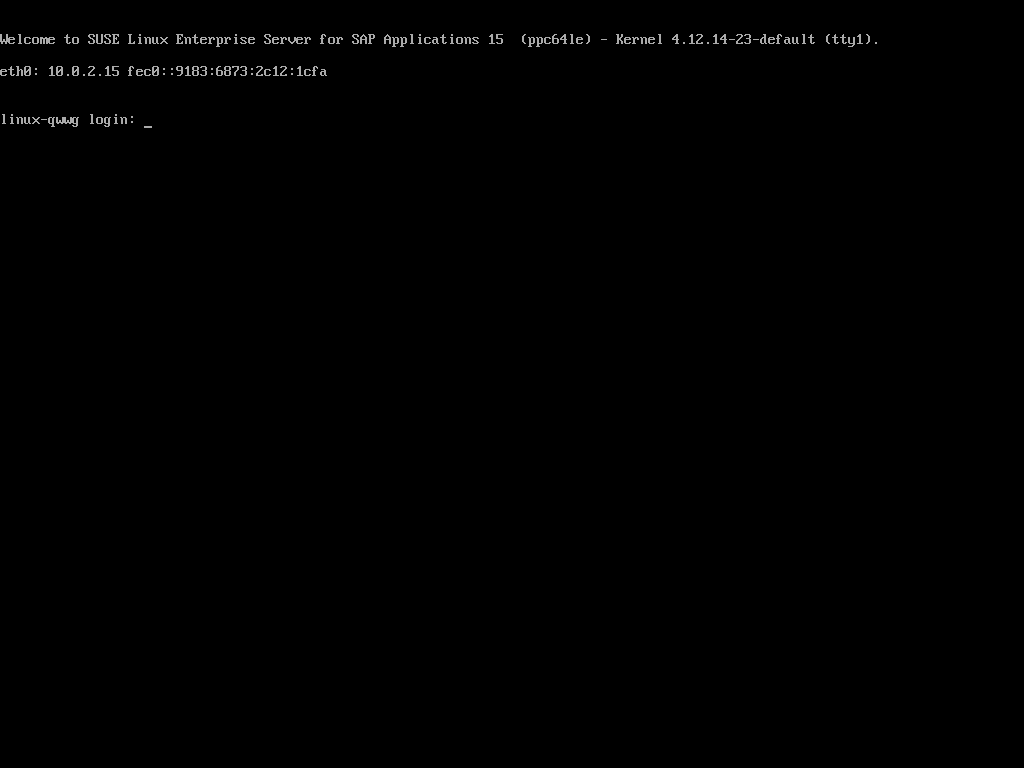 Welcome to SUSE Linux Enterprise Server for SAP Applications 15  (ppc64le) - Kernel 4.12.14-23-default (tty1).
eth0: 10.0.2.15 fec0::9183:6873:2c12:1cfa
linux-qwwg login: _